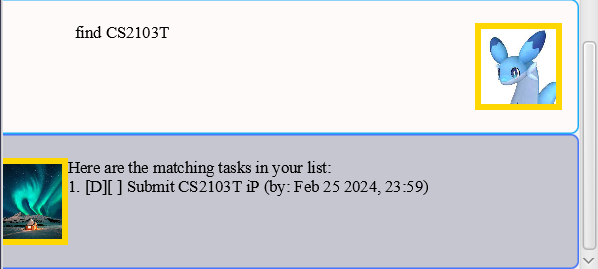 find CS2103T
Here are the matching tasks in your list:
1. [D][ ] Submit CS2103T iP (by: Feb 25 2024, 23:59)